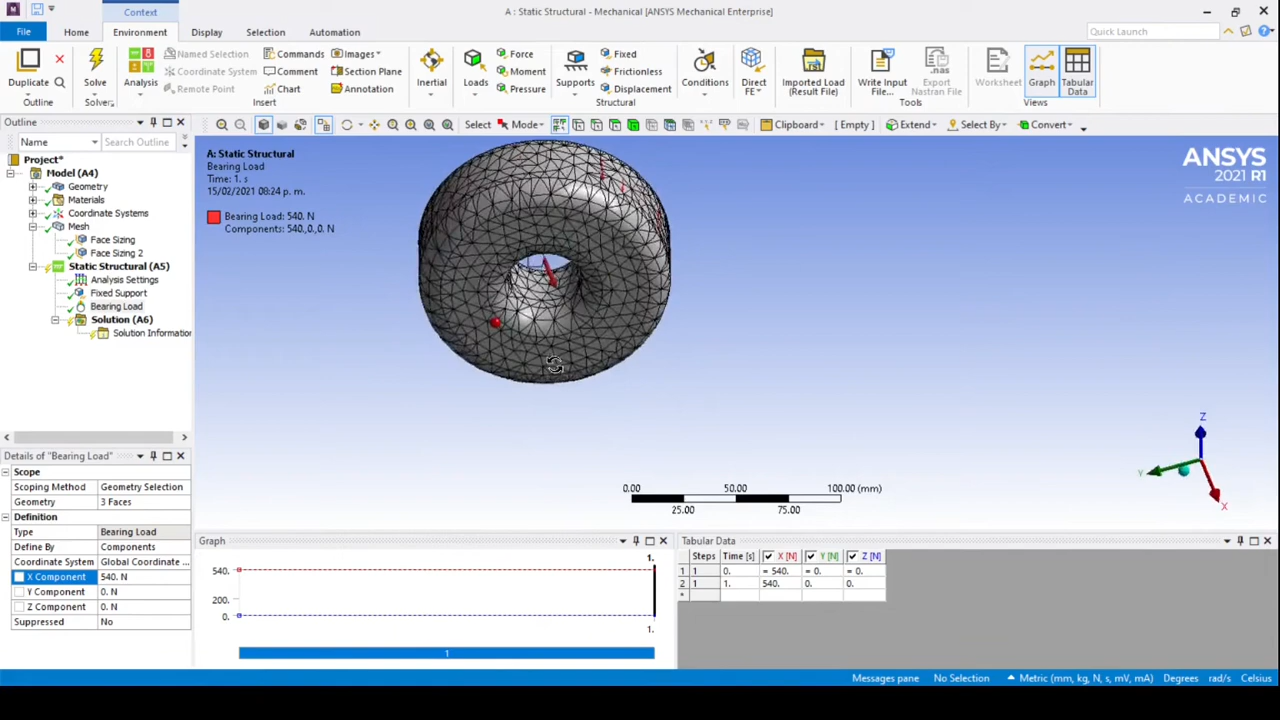 Context
A : Static Structural - Mechanical [ANSYS Mechanical Enterprise]
File Home Environment Display Selection Automation
Quick Launch
Duplicate
Outline
Solve
Solver
Analysis
Named Selection
Coordinate System
Remote Point
Commands
Comment
Chart
Images
Section Plane
Annotation
Insert
Inertial
Loads
Force
Moment
Pressure
Supports
Fixed
Frictionless
Displacement
Structural
Conditions
Direct FE
Imported Load (Result File)
Write Input File...
Export Nastran File
Tools
Worksheet
Graph
Tabular Data
Views
Select Mode Clipboard [ Empty ] Extend Select By Convert
Outline
Name
Search Outline
Project*
Model (A4)
Geometry
Materials
Coordinate Systems
Mesh
Face Sizing
Face Sizing 2
Static Structural (A5)
Analysis Settings
Fixed Support
Bearing Load
Solution (A6)
Solution Information
A: Static Structural
Bearing Load
Time: 1. s
15/02/2021 08:24 p. m.
Bearing Load: 540. N
Components: 540.,0.,0. N
ANSYS
2021 R1
ACADEMIC
Z
Y
X
0.00 50.00 100.00 (mm)
25.00 75.00
Details of "Bearing Load"
Scope
Scoping Method Geometry Selection
Geometry 3 Faces
Definition
Type Bearing Load
Define By Components
Coordinate System Global Coordinate ...
X Component 540. N
Y Component 0. N
Z Component 0. N
Suppressed No
Graph
1.
540.
200.
0.
1.
1
Tabular Data
Steps Time [s] X [N] Y [N] Z [N]
1 1 0. = 540. = 0. = 0.
2 1 1. 540. 0. 0.
*
Messages pane No Selection Metric (mm, kg, N, s, mV, mA) Degrees rad/s Celsius